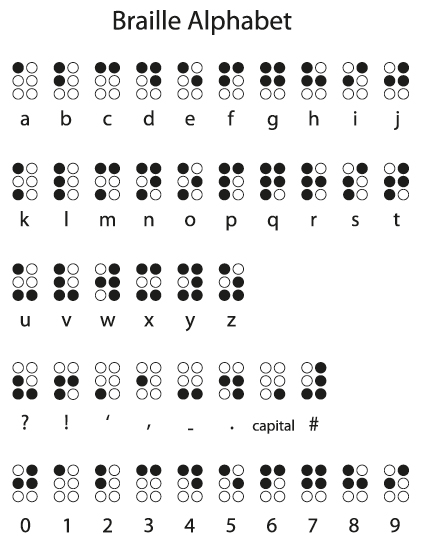 Braille Alphabet
a b c d e f g h i j
k l m n o p q r s t
u v w x y z
? ! ‘ , - . capital #
0 1 2 3 4 5 6 7 8 9